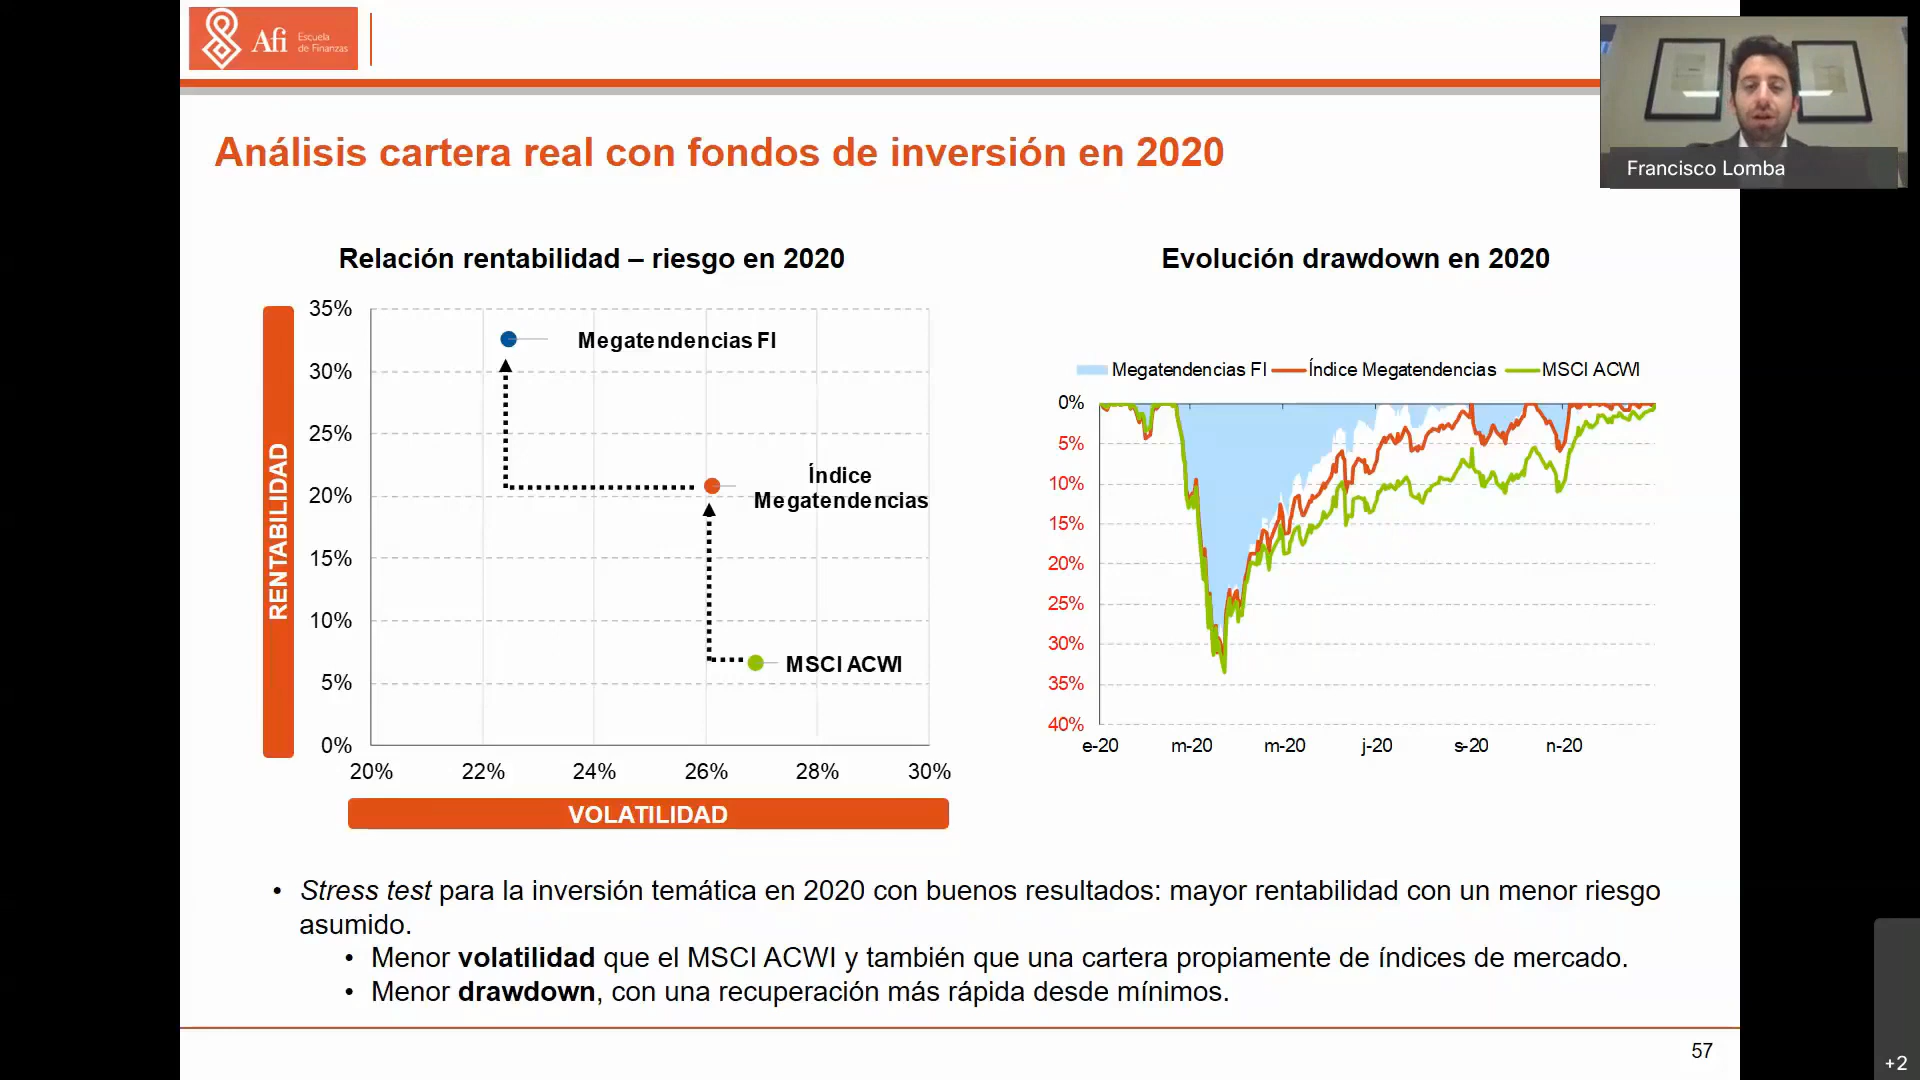 Afi Escuela
de Finanzas
Francisco Lomba
Análisis cartera real con fondos de inversión en 2020
Relación rentabilidad – riesgo en 2020
RENTABILIDAD
35%
30%
25%
20%
15%
10%
5%
0%
Megatendencias FI
Índice
Megatendencias
MSCI ACWI
20% 22% 24% 26% 28% 30%
VOLATILIDAD
Evolución drawdown en 2020
Megatendencias FI Índice Megatendencias MSCI ACWI
0%
5%
10%
15%
20%
25%
30%
35%
40%
e-20 m-20 m-20 j-20 s-20 n-20
• Stress test para la inversión temática en 2020 con buenos resultados: mayor rentabilidad con un menor riesgo
asumido.
• Menor volatilidad que el MSCI ACWI y también que una cartera propiamente de índices de mercado.
• Menor drawdown, con una recuperación más rápida desde mínimos.
57
+2